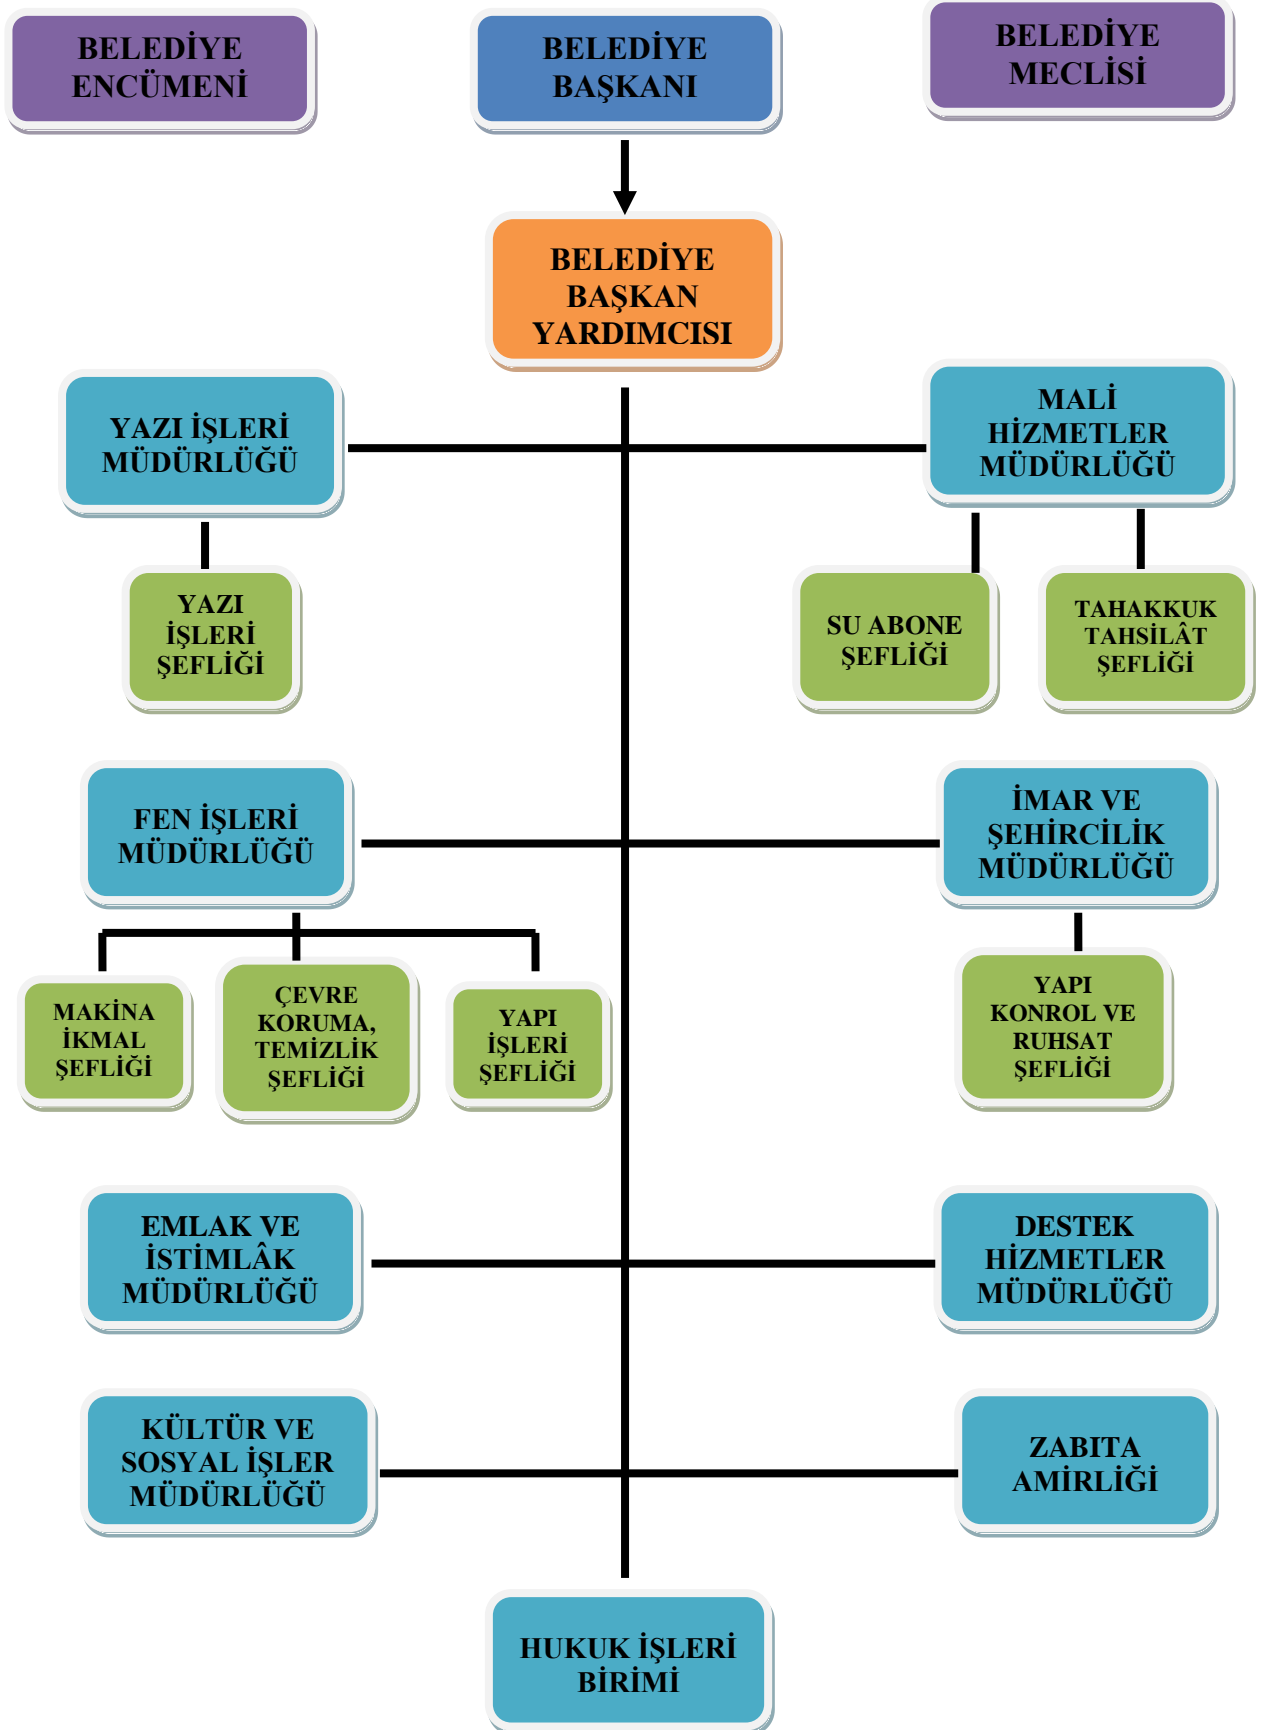 BELEDİYE
ENCÜMENİ
BELEDİYE
BAŞKANI
BELEDİYE
MECLİSİ
BELEDİYE
BAŞKAN
YARDIMCISI
YAZI İŞLERİ
MÜDÜRLÜĞÜ
MALİ
HİZMETLER
MÜDÜRLÜĞÜ
YAZI
İŞLERİ
ŞEFLİĞİ
SU ABONE
ŞEFLİĞİ
TAHAKKUK
TAHSİLÂT
ŞEFLİĞİ
FEN İŞLERİ
MÜDÜRLÜĞÜ
İMAR VE
ŞEHİRCİLİK
MÜDÜRLÜĞÜ
MAKİNA
İKMAL
ŞEFLİĞİ
ÇEVRE
KORUMA,
TEMİZLİK
ŞEFLİĞİ
YAPI
İŞLERİ
ŞEFLİĞİ
YAPI
KONROL VE
RUHSAT
ŞEFLİĞİ
EMLAK VE
İSTİMLÂK
MÜDÜRLÜĞÜ
DESTEK
HİZMETLER
MÜDÜRLÜĞÜ
KÜLTÜR VE
SOSYAL İŞLER
MÜDÜRLÜĞÜ
ZABITA
AMİRLİĞİ
HUKUK İŞLERİ
BİRİMİ